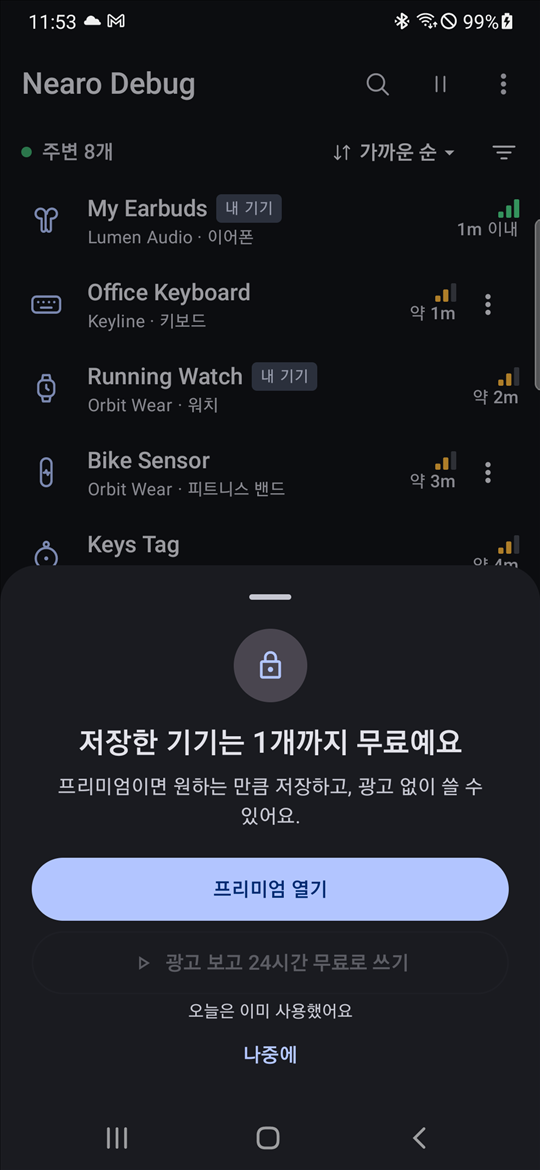 11:53
99%
Nearo Debug
주변 8개
가까운 순
My Earbuds 내 기기
Lumen Audio · 이어폰
1m 이내
Office Keyboard
Keyline · 키보드
약 1m
Running Watch 내 기기
Orbit Wear · 워치
약 2m
Bike Sensor
Orbit Wear · 피트니스 밴드
약 3m
Keys Tag
약 4m
저장한 기기는 1개까지 무료예요
프리미엄이면 원하는 만큼 저장하고, 광고 없이 쓸 수
있어요.
프리미엄 열기
광고 보고 24시간 무료로 쓰기
오늘은 이미 사용했어요
나중에